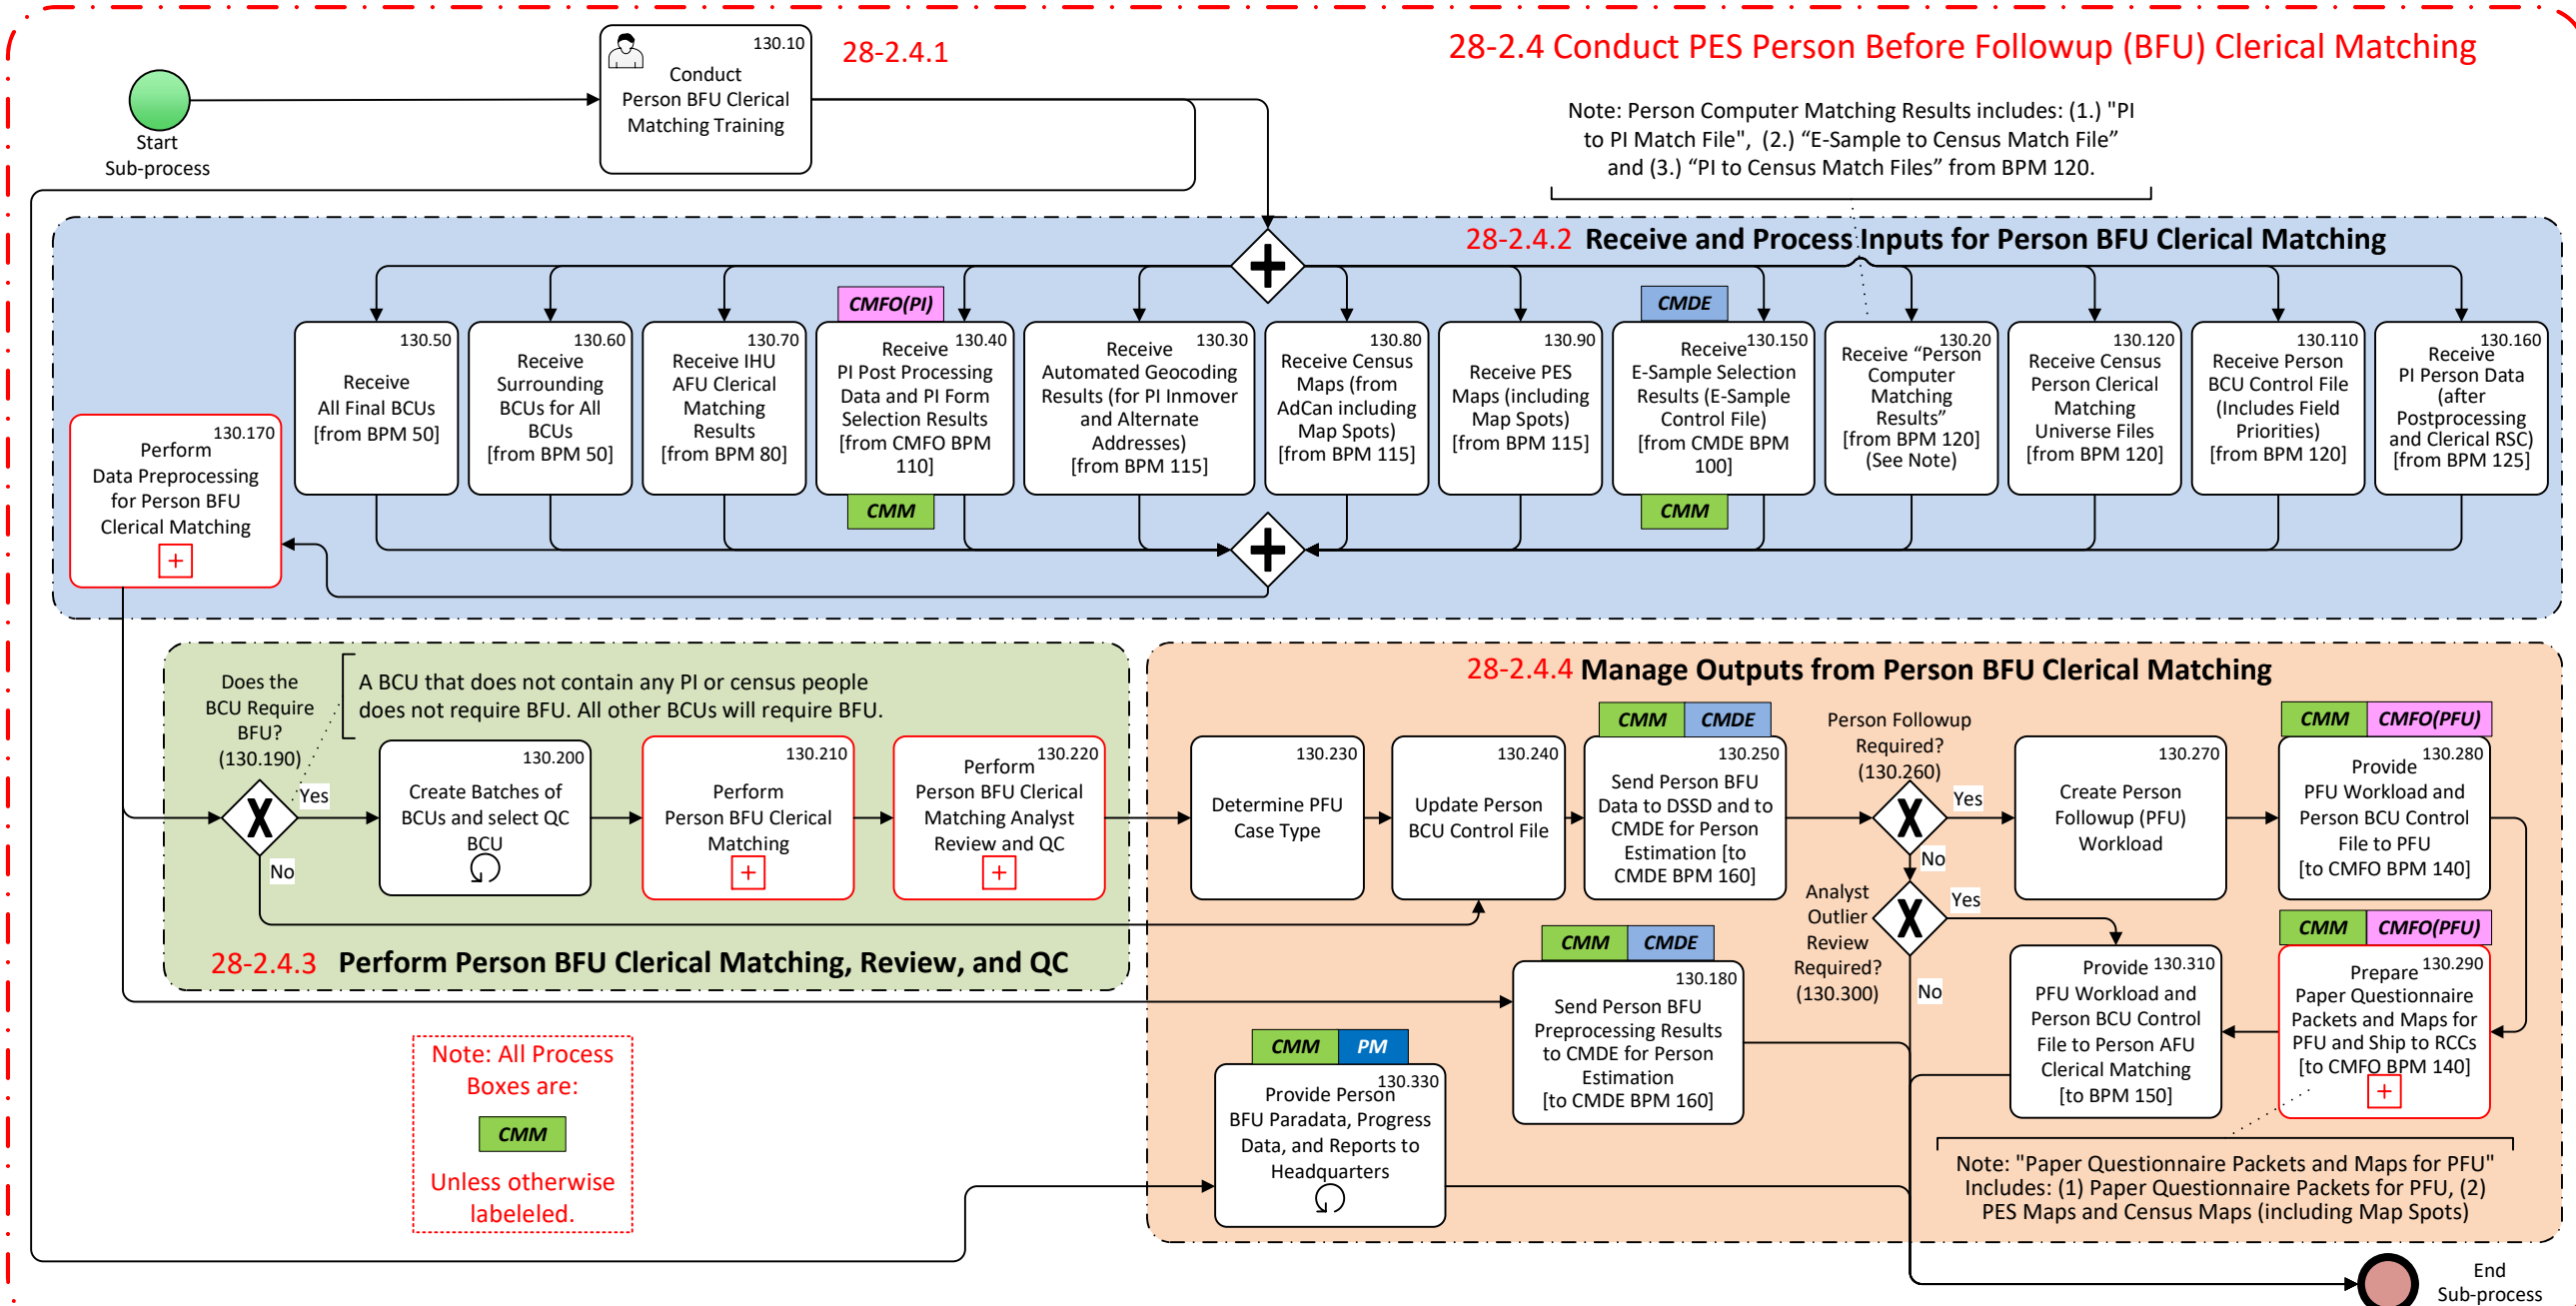 28-2.4 Conduct PES Person Before Followup (BFU) Clerical Matching
Start
Sub-process
130.10
Conduct
Person BFU Clerical
Matching Training
28-2.4.1
Note: Person Computer Matching Results includes: (1.) "PI
to PI Match File", (2.) “E-Sample to Census Match File”
and (3.) “PI to Census Match Files” from BPM 120.
28-2.4.2 Receive and Process Inputs for Person BFU Clerical Matching
130.170
Perform
Data Preprocessing
for Person BFU
Clerical Matching
130.50
Receive
All Final BCUs
[from BPM 50]
130.60
Receive
Surrounding
BCUs for All
BCUs
[from BPM 50]
130.70
Receive IHU
AFU Clerical
Matching
Results
[from BPM 80]
CMFO(PI)
130.40
Receive
PI Post Processing
Data and PI Form
Selection Results
[from CMFO BPM
110]
CMM
130.30
Receive
Automated Geocoding
Results (for PI Inmover
and Alternate
Addresses)
[from BPM 115]
130.80
Receive Census
Maps (from
AdCan including
Map Spots)
[from BPM 115]
130.90
Receive PES
Maps (including
Map Spots)
[from BPM 115]
CMDE
130.150
Receive
E-Sample Selection
Results (E-Sample
Control File)
[from CMDE BPM
100]
CMM
130.20
Receive “Person
Computer
Matching
Results”
[from BPM 120]
(See Note)
130.120
Receive Census
Person Clerical
Matching
Universe Files
[from BPM 120]
130.110
Receive Person
BCU Control File
(Includes Field
Priorities)
[from BPM 120]
130.160
Receive
PI Person Data
(after
Postprocessing
and Clerical RSC)
[from BPM 125]
Does the
BCU Require
BFU?
(130.190)
A BCU that does not contain any PI or census people
does not require BFU. All other BCUs will require BFU.
Yes
No
130.200
Create Batches of
BCUs and select QC
BCU
130.210
Perform
Person BFU Clerical
Matching
130.220
Perform
Person BFU Clerical
Matching Analyst
Review and QC
28-2.4.3 Perform Person BFU Clerical Matching, Review, and QC
28-2.4.4 Manage Outputs from Person BFU Clerical Matching
130.230
Determine PFU
Case Type
130.240
Update Person
BCU Control File
CMM
CMDE
130.250
Send Person BFU
Data to DSSD and to
CMDE for Person
Estimation [to
CMDE BPM 160]
Person Followup
Required?
(130.260)
Yes
No
130.270
Create Person
Followup (PFU)
Workload
CMM
CMFO(PFU)
130.280
Provide
PFU Workload and
Person BCU Control
File to PFU
[to CMFO BPM 140]
Analyst
Outlier
Review
Required?
(130.300)
Yes
No
CMM
CMFO(PFU)
130.290
Prepare
Paper Questionnaire
Packets and Maps for
PFU and Ship to RCCs
[to CMFO BPM 140]
130.310
Provide
PFU Workload and
Person BCU Control
File to Person AFU
Clerical Matching
[to BPM 150]
CMM
CMDE
130.180
Send Person BFU
Preprocessing Results
to CMDE for Person
Estimation
[to CMDE BPM 160]
CMM
PM
130.330
Provide Person
BFU Paradata, Progress
Data, and Reports to
Headquarters
Note: "Paper Questionnaire Packets and Maps for PFU"
Includes: (1) Paper Questionnaire Packets for PFU, (2)
PES Maps and Census Maps (including Map Spots)
Note: All Process
Boxes are:
CMM
Unless otherwise
labeleled.
End
Sub-process